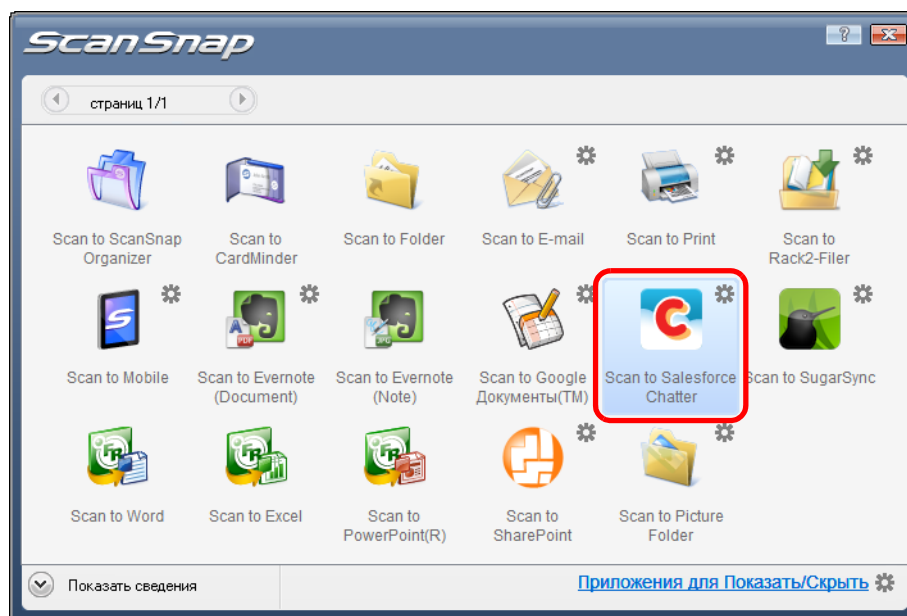 ScanSnap
?
страниц 1/1
Scan to ScanSnap
Organizer
Scan to
CardMinder
Scan to Folder
Scan to E-mail
Scan to Print
Scan to
Rack2-Filer
Scan to Mobile
Scan to Evernote
(Document)
Scan to Evernote
(Note)
Scan to Google
Документы(TM)
Scan to Salesforce
Chatter
Scan to SugarSync
Scan to Word
Scan to Excel
Scan to
PowerPoint(R)
Scan to
SharePoint
Scan to Picture
Folder
Показать сведения
Приложения для Показать/Скрыть